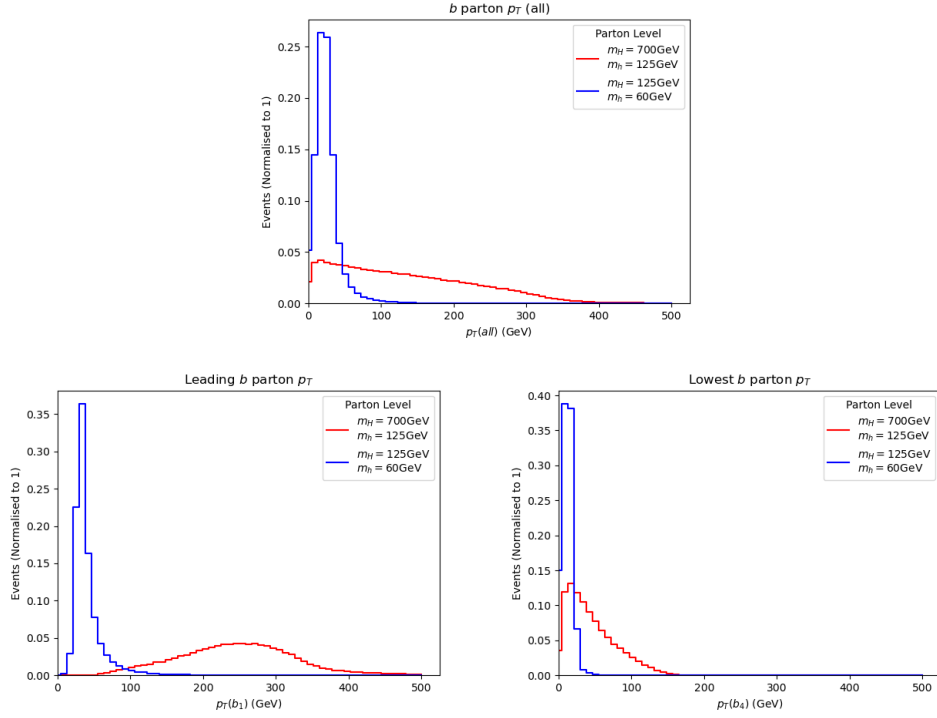 b parton p_T (all)
Events (Normalised to 1)
0.25
0.20
0.15
0.10
0.05
0.00
0
100
200
300
400
500
p_T(all) (GeV)
Parton Level
m_H = 700GeV
m_h = 125GeV
m_H = 125GeV
m_h = 60GeV
Leading b parton p_T
Events (Normalised to 1)
0.35
0.30
0.25
0.20
0.15
0.10
0.05
0.00
0
100
200
300
400
500
p_T(b_1) (GeV)
Parton Level
m_H = 700GeV
m_h = 125GeV
m_H = 125GeV
m_h = 60GeV
Lowest b parton p_T
Events (Normalised to 1)
0.40
0.35
0.30
0.25
0.20
0.15
0.10
0.05
0.00
0
100
200
300
400
500
p_T(b_4) (GeV)
Parton Level
m_H = 700GeV
m_h = 125GeV
m_H = 125GeV
m_h = 60GeV